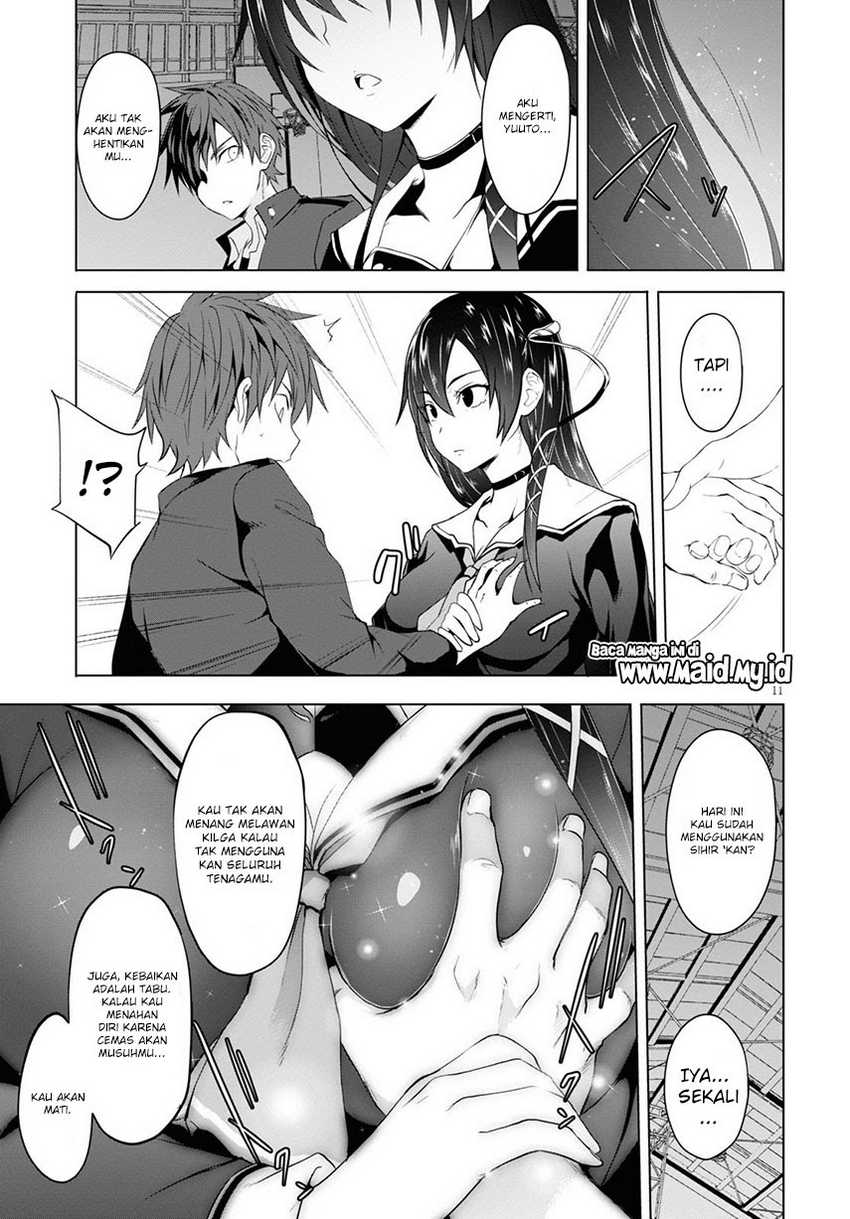 AKU
MENGERTI,
YUUTO...
AKU TAK
AKAN MENG-
HENTIKAN
MU...
TAPI
....
!?
Baca Manga ini di
www.Maid.my.id
11
HARI INI
KAU SUDAH
MENGGUNAKAN
SIHIR 'KAN?
IYA...
SEKALI
...
KAU TAK AKAN
MENANG MELAWAN
KILGA KALAU
TAK MENGGUNA
KAN SELURUH
TENAGAMU.
JUGA, KEBAIKAN
ADALAH TABU.
KALAU KAU
MENAHAN
DIRI KARENA
CEMAS AKAN
MUSUHMU...
KAU AKAN
MATI.